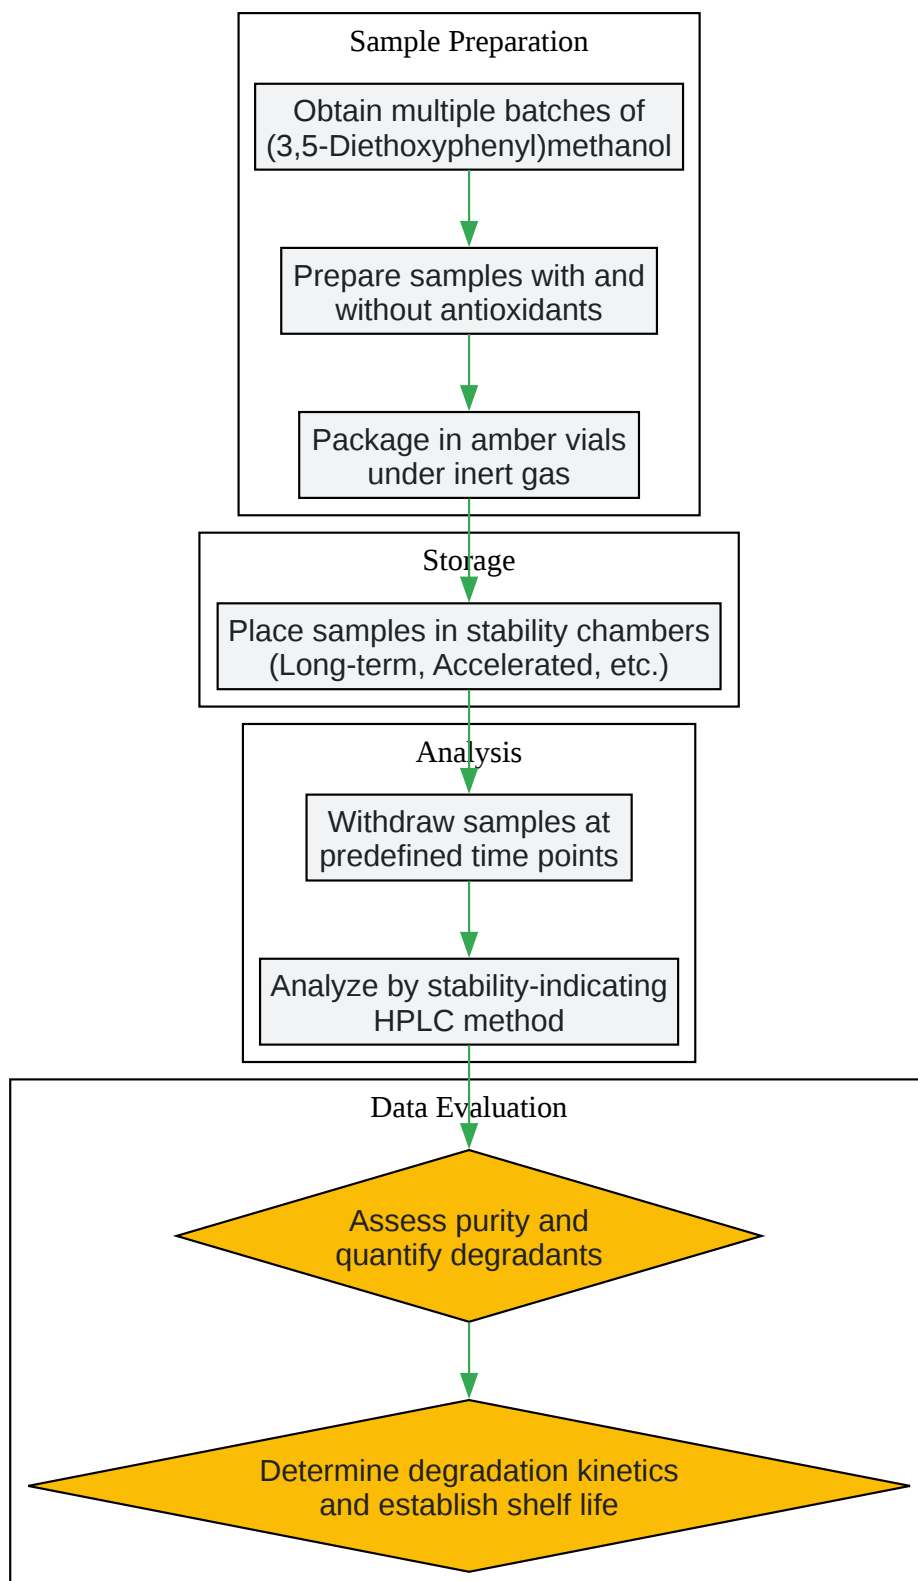 Sample Preparation
Obtain multiple batches of
(3,5-Diethoxyphenyl)methanol
Prepare samples with and
without antioxidants
Package in amber vials
under inert gas
Storage
Place samples in stability chambers
(Long-term, Accelerated, etc.)
Analysis
Withdraw samples at
predefined time points
Analyze by stability-indicating
HPLC method
Data Evaluation
Assess purity and
quantify degradants
Determine degradation kinetics
and establish shelf life